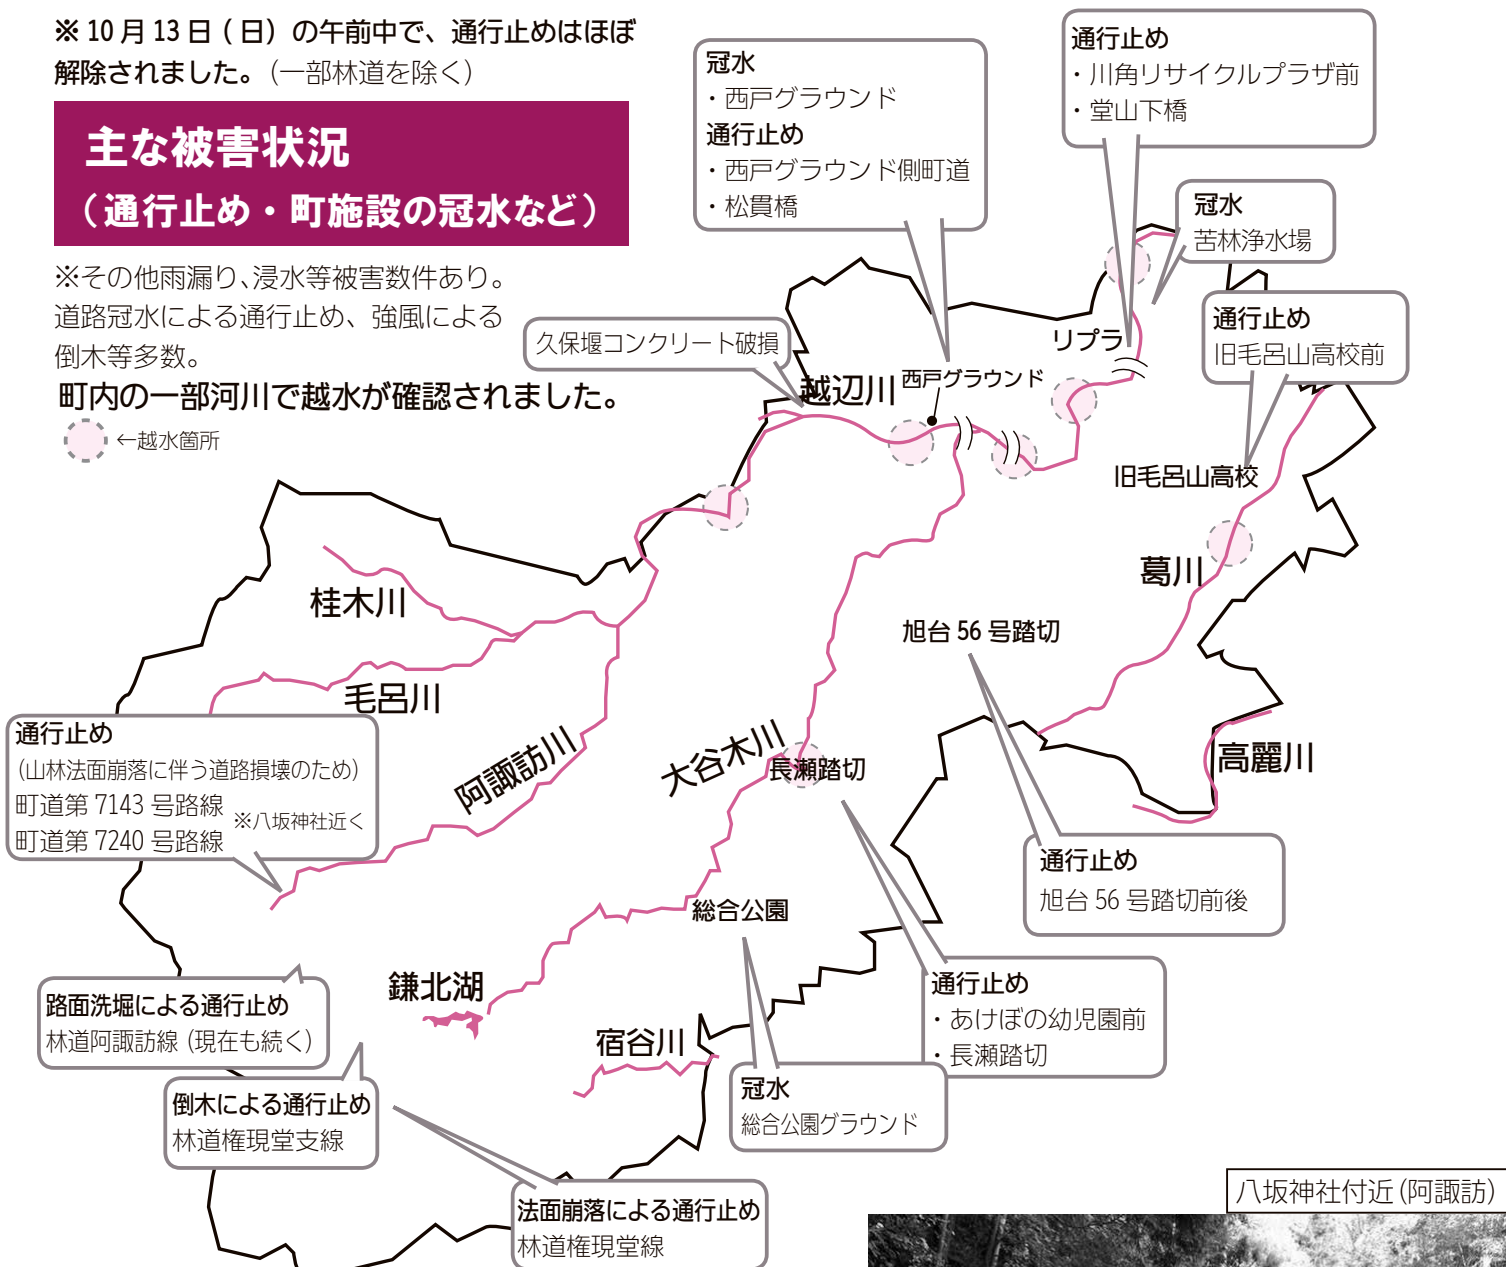 ※ 10 月 13 日（日）の午前中で、通行止めはほぼ
解除されました。（一部林道を除く）
主な被害状況
（通行止め・町施設の冠水など）
※その他雨漏り、浸水等被害数件あり。
道路冠水による通行止め、強風による
倒木等多数。
町内の一部河川で越水が確認されました。
←越水箇所
冠水
・西戸グラウンド
通行止め
・西戸グラウンド側町道
・松貫橋
通行止め
・川角リサイクルプラザ前
・堂山下橋
冠水
苦林浄水場
通行止め
旧毛呂山高校前
久保堰コンクリート破損
リプラ
越辺川
西戸グラウンド
旧毛呂山高校
葛川
桂木川
旭台 56 号踏切
毛呂川
通行止め
（山林法面崩落に伴う道路損壊のため）
町道第 7143 号路線
町道第 7240 号路線
※八坂神社近く
阿諏訪川
大谷木川
長瀬踏切
高麗川
通行止め
旭台 56 号踏切前後
総合公園
鎌北湖
通行止め
・あけぼの幼児園前
・長瀬踏切
路面洗堀による通行止め
林道阿諏訪線（現在も続く）
宿谷川
冠水
総合公園グラウンド
倒木による通行止め
林道権現堂支線
法面崩落による通行止め
林道権現堂線
八坂神社付近（阿諏訪）